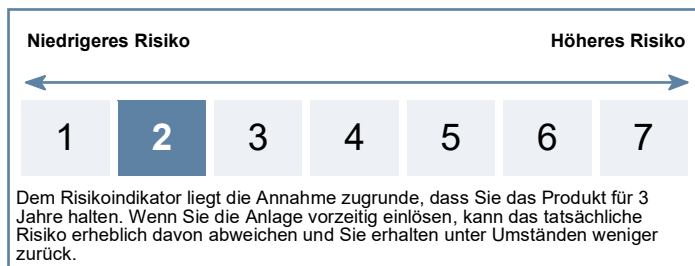 Niedrigeres Risiko Höheres Risiko
1 2 3 4 5 6 7
Dem Risikoindikator liegt die Annahme zugrunde, dass Sie das Produkt für 3
Jahre halten. Wenn Sie die Anlage vorzeitig einlösen, kann das tatsächliche
Risiko erheblich davon abweichen und Sie erhalten unter Umständen weniger
zurück.